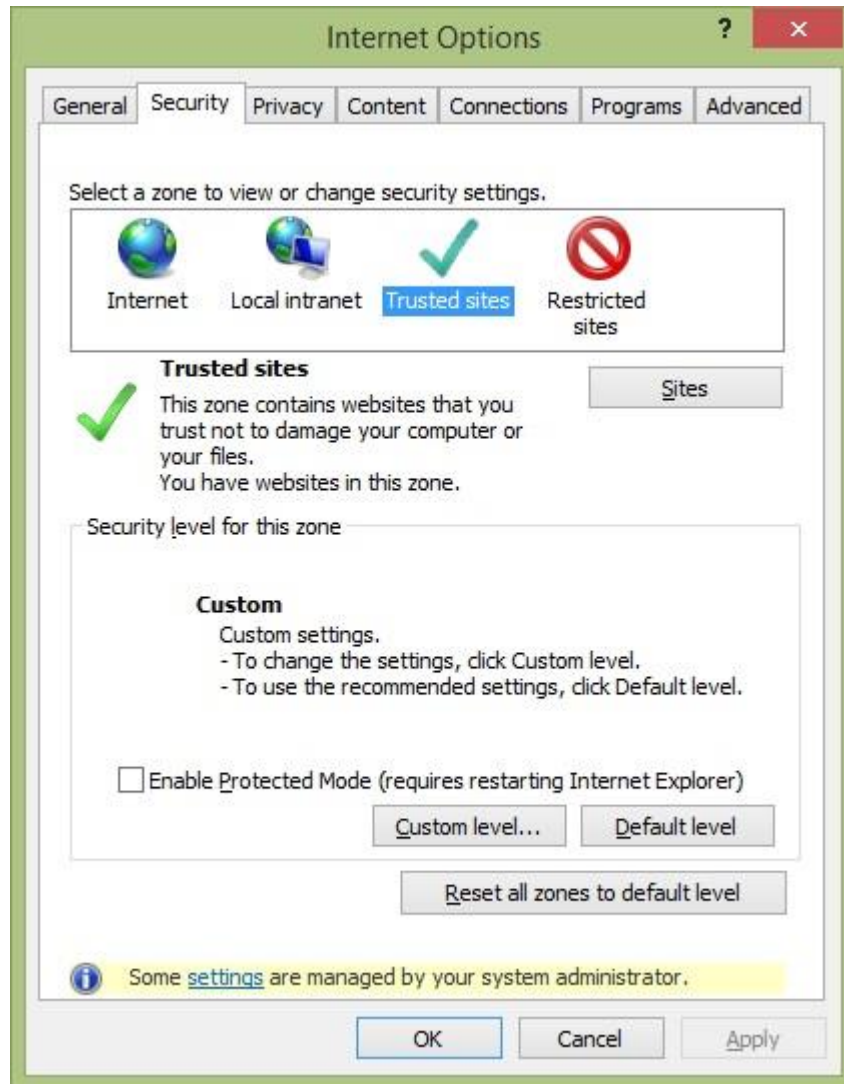 Internet Options
?
×
General Security Privacy Content Connections Programs Advanced
Select a zone to view or change security settings.
Internet
Local intranet
Trusted sites
Restricted
sites
Trusted sites
Sites
This zone contains websites that you
trust not to damage your computer or
your files.
You have websites in this zone.
Security level for this zone
Custom
Custom settings.
- To change the settings, click Custom level.
- To use the recommended settings, click Default level.
Enable Protected Mode (requires restarting Internet Explorer)
Custom level... Default level
Reset all zones to default level
Some settings are managed by your system administrator.
OK Cancel Apply